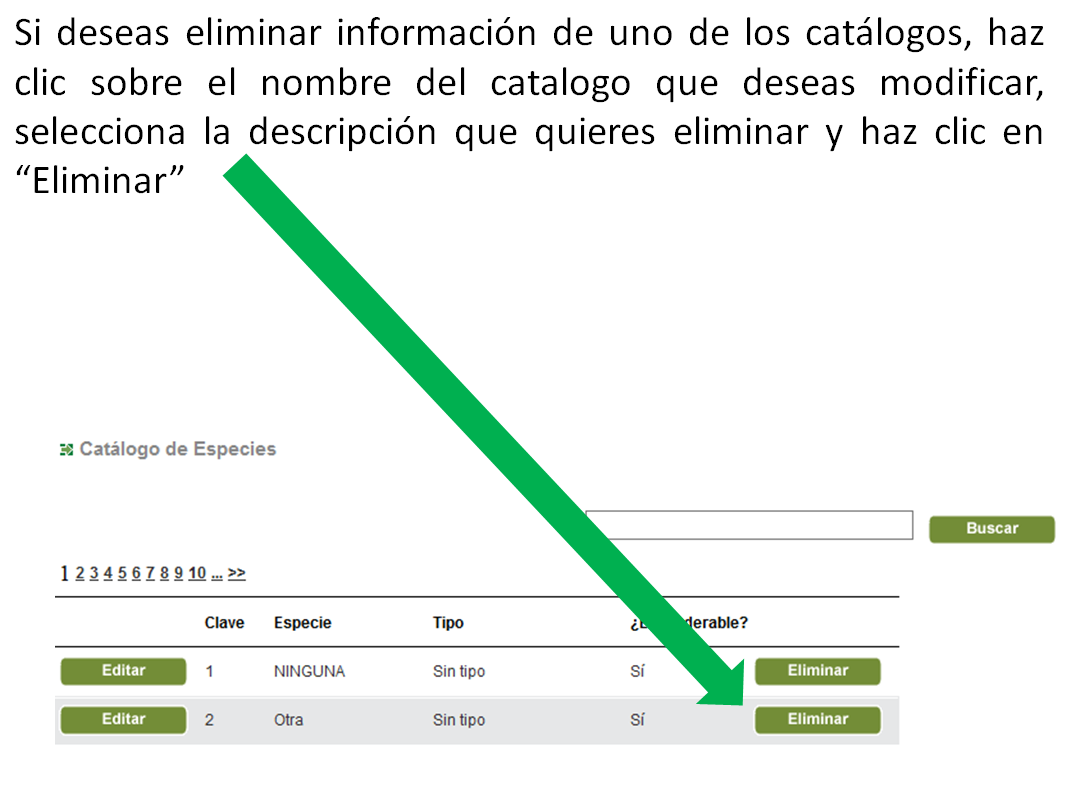 Si deseas eliminar información de uno de los catálogos, haz
clic sobre el nombre del catalogo que deseas modificar,
selecciona la descripción que quieres eliminar y haz clic en
“Eliminar”
Catálogo de Especies
Buscar
1 2 3 4 5 6 7 8 9 10 ... >>
Clave Especie Tipo
Editar 1 NINGUNA Sin tipo Sí Eliminar
Editar 2 Otra Sin tipo Sí Eliminar